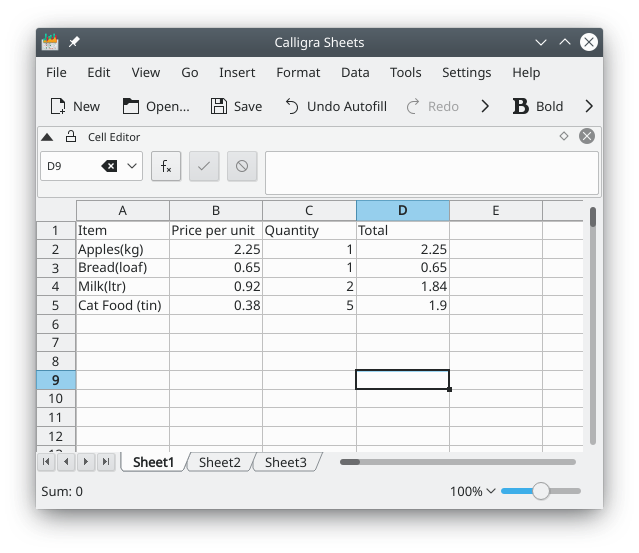 Calligra Sheets
File Edit View Go Insert Format Data Tools Settings Help
New Open... Save Undo Autofill Redo B Bold
Cell Editor
D9 fx
A B C D E
1 Item Price per unit Quantity Total
2 Apples(kg) 2.25 1 2.25
3 Bread(loaf) 0.65 1 0.65
4 Milk(ltr) 0.92 2 1.84
5 Cat Food (tin) 0.38 5 1.9
6
7
8
9
10
11
12
Sheet1 Sheet2 Sheet3
Sum: 0 100%